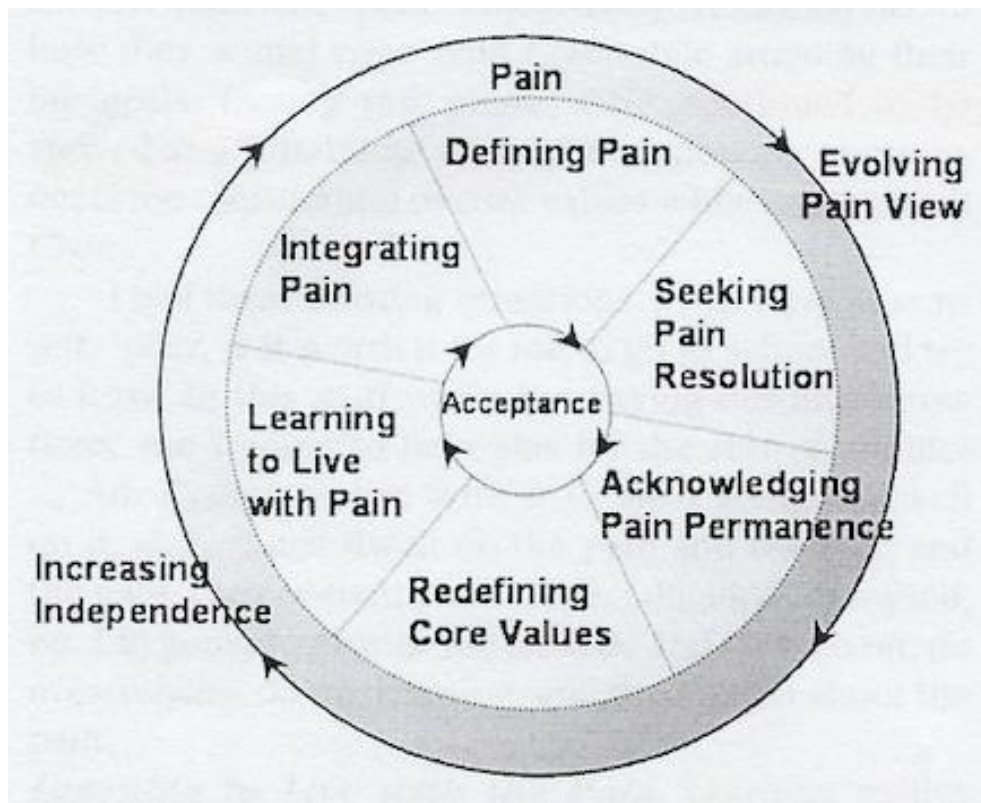 Pain
Defining Pain
Evolving
Pain View
Integrating
Pain
Seeking
Pain
Resolution
Acceptance
Learning
to Live
with Pain
Acknowledging
Pain Permanence
Increasing
Independence
Redefining
Core Values